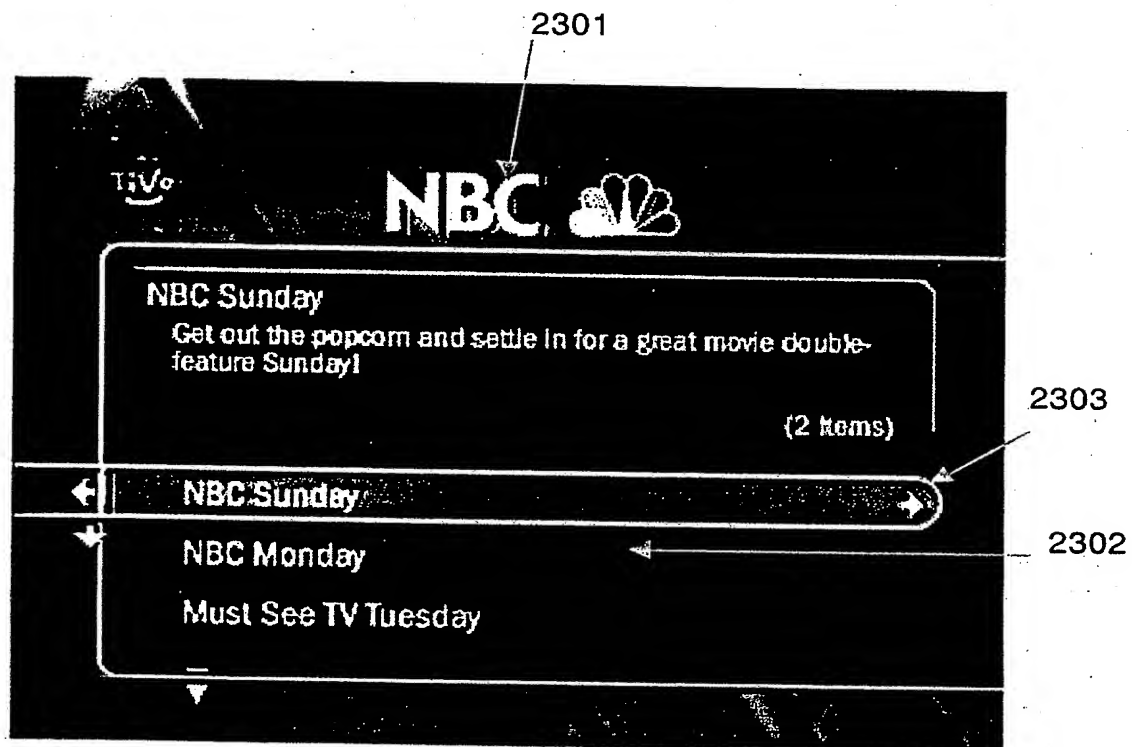 2301
TiVo
NBC
NBC Sunday
Get out the popcorn and settle in for a great movie double-
feature Sunday!
(2 items)
2303
NBC Sunday
NBC Monday
2302
Must See TV Tuesday